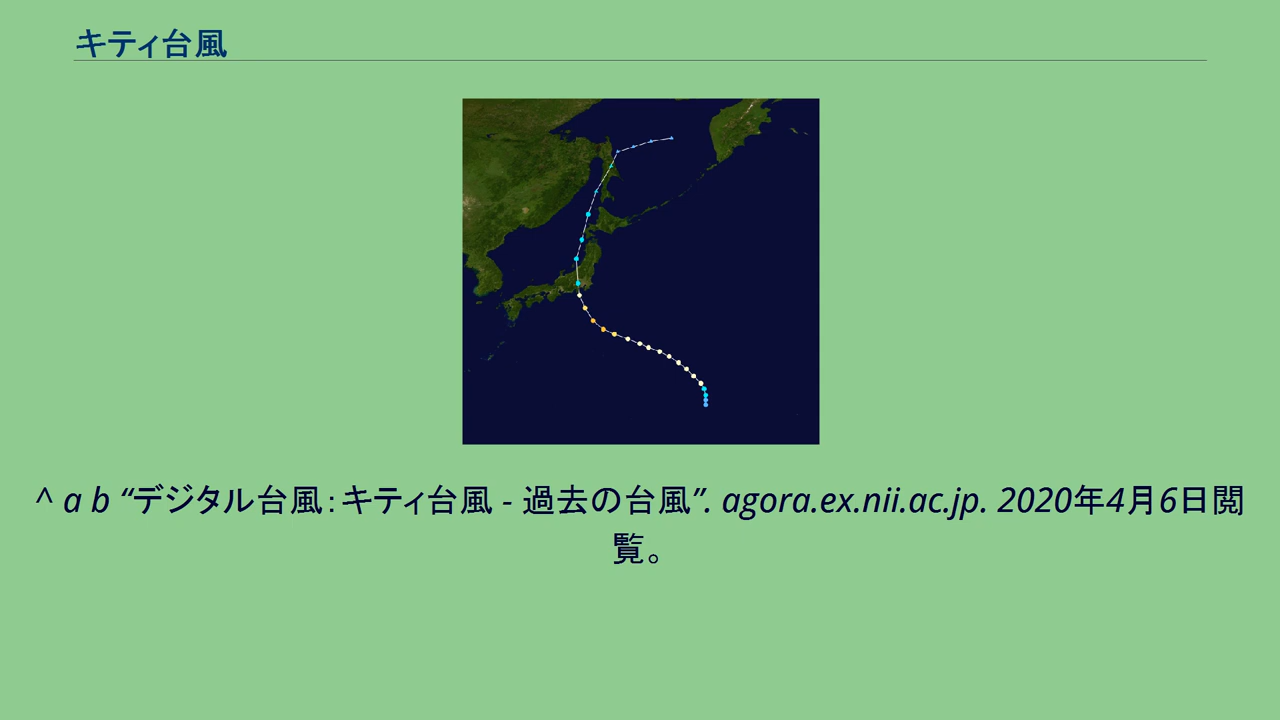 キティ台風
^ a b “デジタル台風：キティ台風 - 過去の台風”. agora.ex.nii.ac.jp. 2020年4月6日閲
覧。